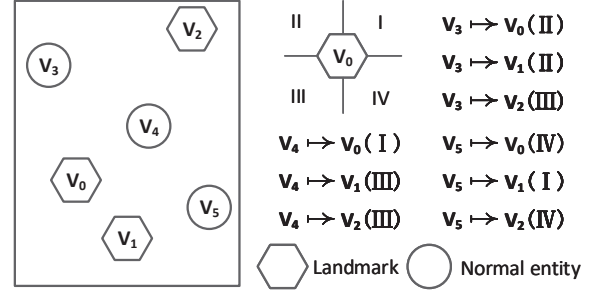 V2
V3
V4
V0
V5
V1
II I
V0
III IV
V3 ↦ V0(II)
V3 ↦ V1(II)
V3 ↦ V2(III)
V4 ↦ V0(I) V5 ↦ V0(IV)
V4 ↦ V1(III) V5 ↦ V1(I)
V4 ↦ V2(III) V5 ↦ V2(IV)
Landmark Normal entity